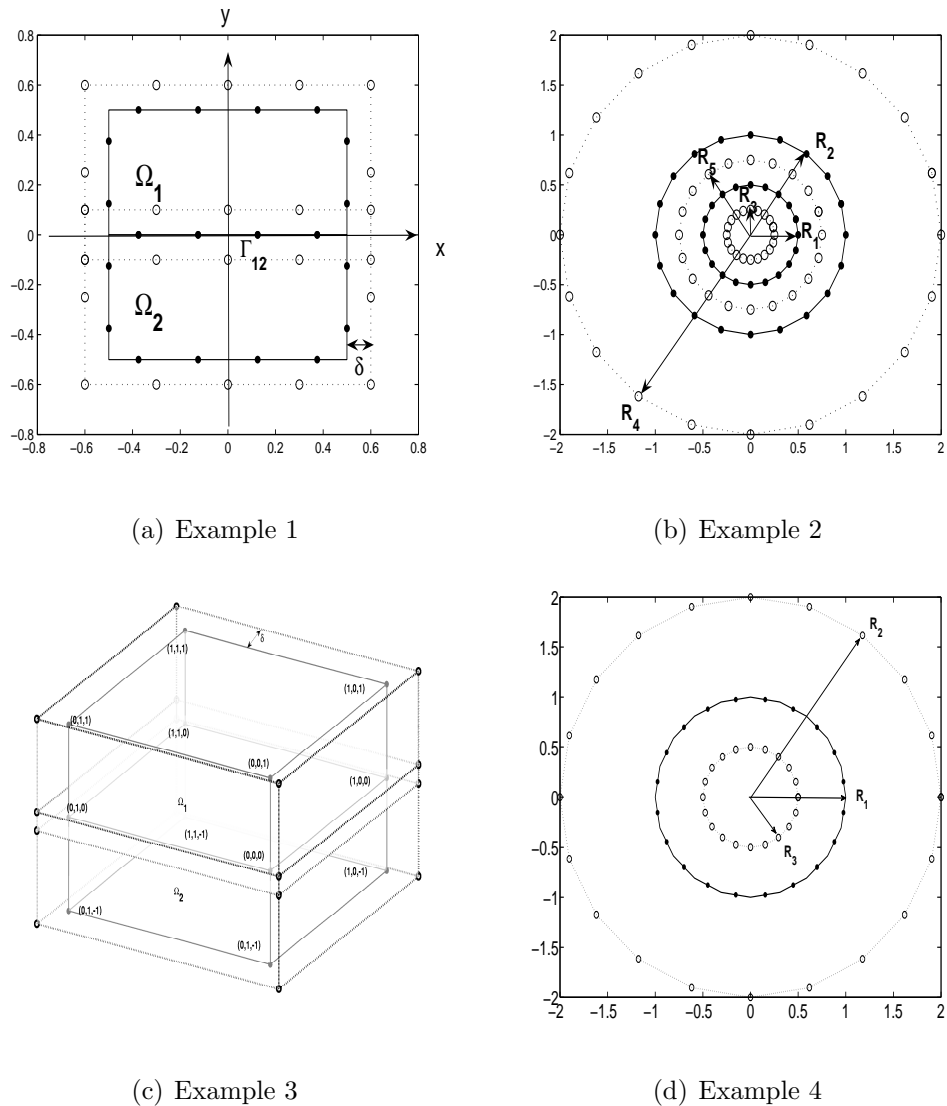 y
0.8
0.6
0.4
0.2
0
−0.2
−0.4
−0.6
−0.8
−0.8 −0.6 −0.4 −0.2 0 0.2 0.4 0.6 0.8
x
Ω1
Γ12
Ω2
δ
(a) Example 1
2
1.5
1
0.5
0
−0.5
−1
−1.5
−2
−2 −1.5 −1 −0.5 0 0.5 1 1.5 2
R2
R5
R3
R1
R4
(b) Example 2
δ
(1,1,1)
(1,0,1)
(0,1,1)
(1,1,0)
(0,0,1)
(1,0,0)
Ω1
(0,1,0)
(1,1,-1)
(0,0,0)
(1,0,-1)
Ω2
(0,1,-1)
(0,1,-1)
(c) Example 3
2
1.5
1
0.5
0
−0.5
−1
−1.5
−2
−2 −1.5 −1 −0.5 0 0.5 1 1.5 2
R2
R1
R3
(d) Example 4